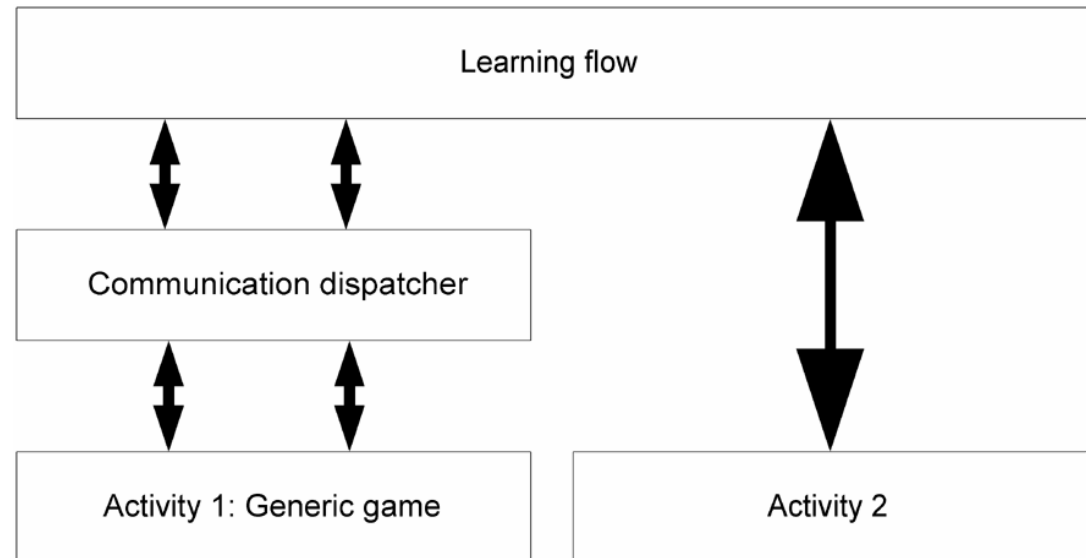 Learning flow
Communication dispatcher
Activity 1: Generic game
Activity 2